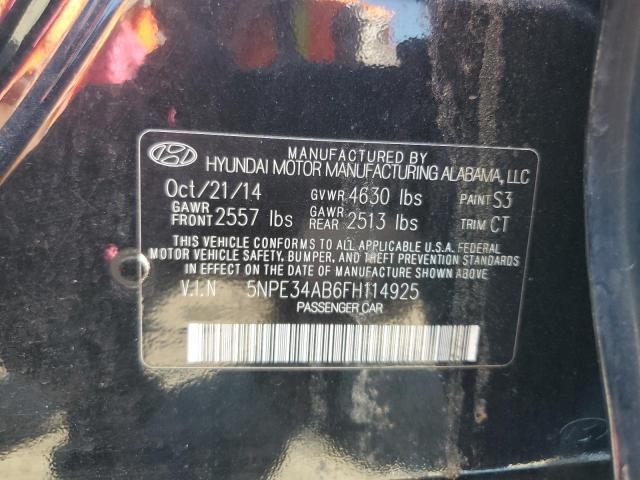 MANUFACTURED BY
HYUNDAI MOTOR MANUFACTURING ALABAMA, LLC
Oct/21/14 GVWR 4630 lbs PAINT S3
GAWR FRONT 2557 lbs GAWR REAR 2513 lbs TRIM CT
THIS VEHICLE CONFORMS TO ALL APPLICABLE U.S.A. FEDERAL
MOTOR VEHICLE SAFETY, BUMPER, AND THEFT PREVENTION STANDARDS
IN EFFECT ON THE DATE OF MANUFACTURE SHOWN ABOVE
V.I.N 5NPE34AB6FH114925
PASSENGER CAR